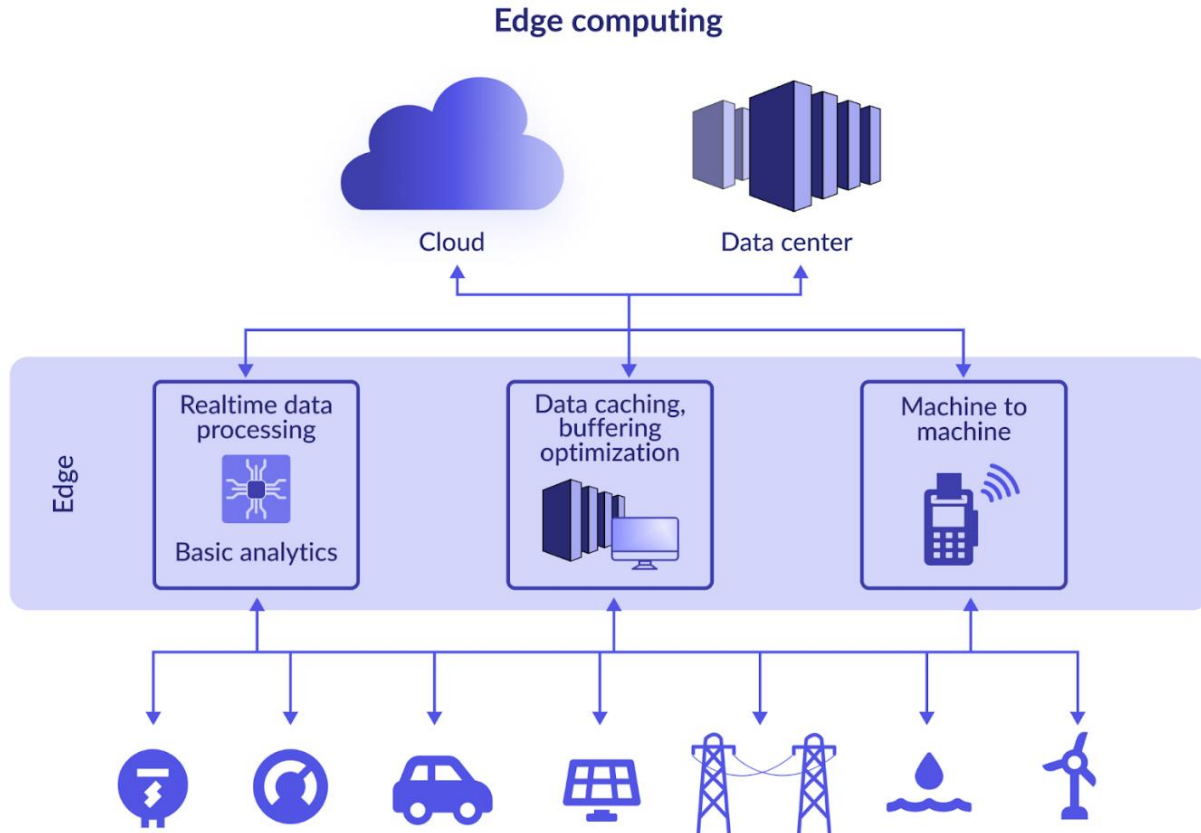 Edge computing
Cloud
Data center
Edge
Realtime data
processing
Basic analytics
Data caching,
buffering
optimization
Machine to
machine